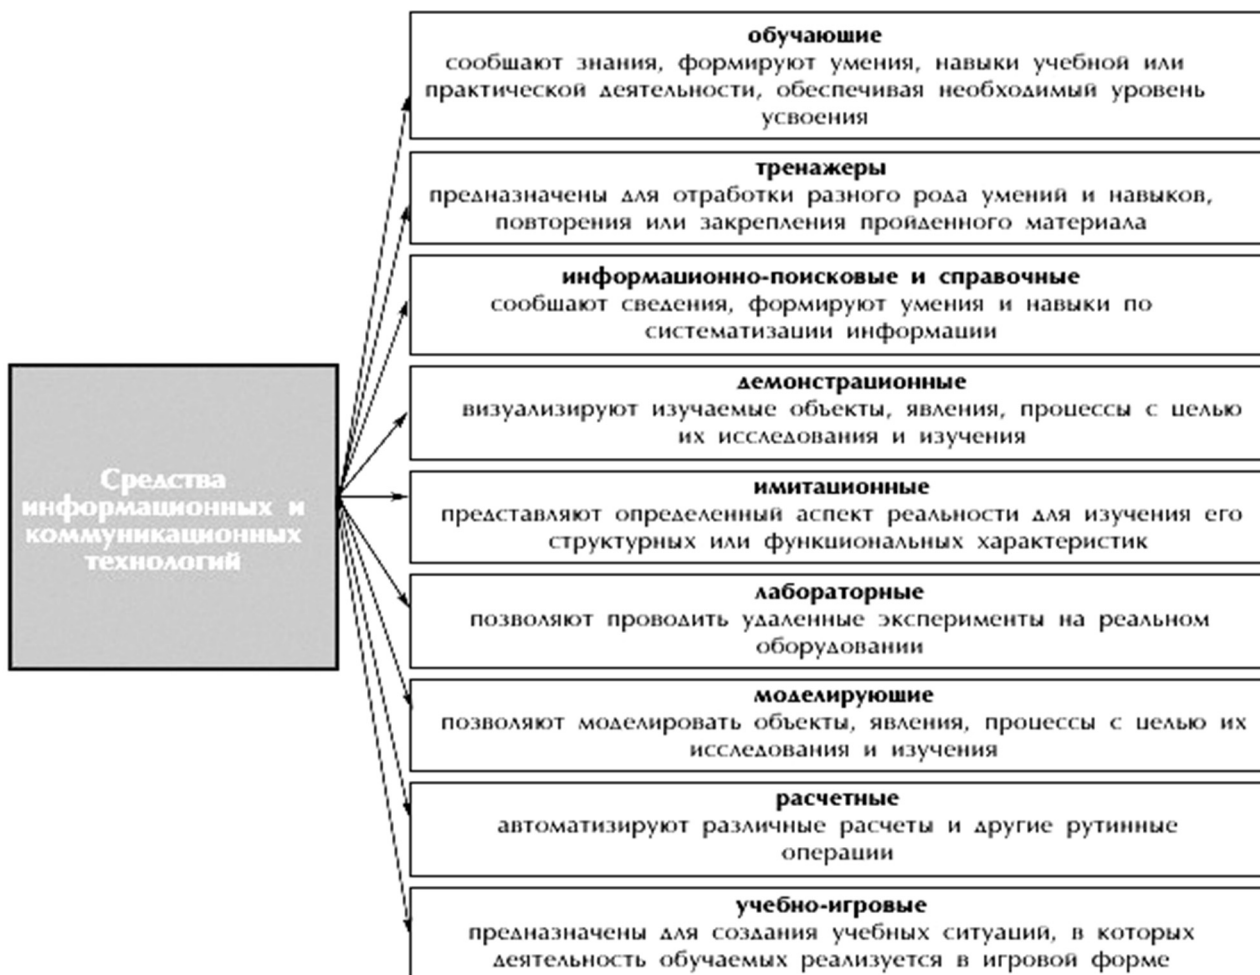 обучающие
сообщают знания, формируют умения, навыки учебной или
практической деятельности, обеспечивая необходимый уровень
усвоения
тренажеры
предназначены для отработки разного рода умений и навыков,
повторения или закрепления пройденного материала
информационно-поисковые и справочные
сообщают сведения, формируют умения и навыки по
систематизации информации
демонстрационные
визуализируют изучаемые объекты, явления, процессы с целью
их исследования и изучения
Средства
информационных и
коммуникационных
технологий
имитационные
представляют определенный аспект реальности для изучения его
структурных или функциональных характеристик
лабораторные
позволяют проводить удаленные эксперименты на реальном
оборудовании
моделирующие
позволяют моделировать объекты, явления, процессы с целью их
исследования и изучения
расчетные
автоматизируют различные расчеты и другие рутинные
операции
учебно-игровые
предназначены для создания учебных ситуаций, в которых
деятельность обучаемых реализуется в игровой форме